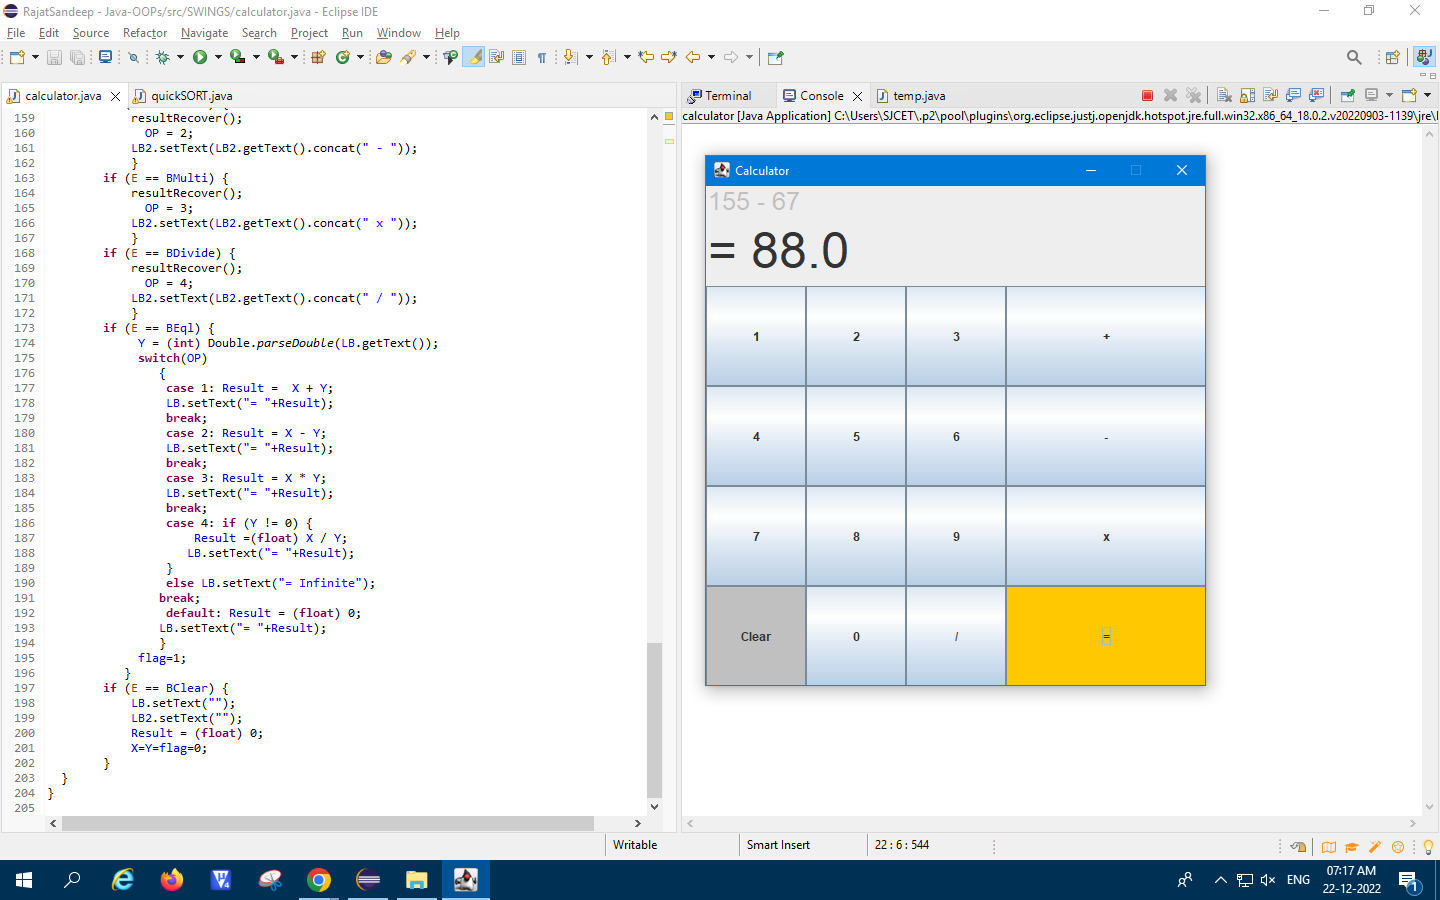 RajatSandeep - Java-OOPs/src/SWINGS/calculator.java - Eclipse IDE
File Edit Source Refactor Navigate Search Project Run Window Help
calculator.java quickSORT.java
159 resultRecover();
160 OP = 2;
161 LB2.setText(LB2.getText().concat(" - "));
162 }
163 if (E == BMulti) {
164 resultRecover();
165 OP = 3;
166 LB2.setText(LB2.getText().concat(" x "));
167 }
168 if (E == BDivide) {
169 resultRecover();
170 OP = 4;
171 LB2.setText(LB2.getText().concat(" / "));
172 }
173 if (E == BEql) {
174 Y = (int) Double.parseDouble(LB.getText());
175 switch(OP)
176 {
177 case 1: Result =  X + Y;
178 LB.setText("= "+Result);
179 break;
180 case 2: Result = X - Y;
181 LB.setText("= "+Result);
182 break;
183 case 3: Result = X * Y;
184 LB.setText("= "+Result);
185 break;
186 case 4: if (Y != 0) {
187 Result =(float) X / Y;
188 LB.setText("= "+Result);
189 }
190 else LB.setText("= Infinite");
191 break;
192 default: Result = (float) 0;
193 LB.setText("= "+Result);
194 }
195 flag=1;
196 }
197 if (E == BClear) {
198 LB.setText("");
199 LB2.setText("");
200 Result = (float) 0;
201 X=Y=flag=0;
202 }
203 }
204 }
205
Terminal Console temp.java
calculator [Java Application] C:\Users\SJCET\.p2\pool\plugins\org.eclipse.justj.openjdk.hotspot.jre.full.win32.x86_64_18.0.2.v20220903-1139\jre\
Calculator
155 - 67
= 88.0
1 2 3 +
4 5 6 -
7 8 9 x
Clear 0 / =
Writable Smart Insert 22 : 6 : 544
ENG 07:17 AM
22-12-2022
1